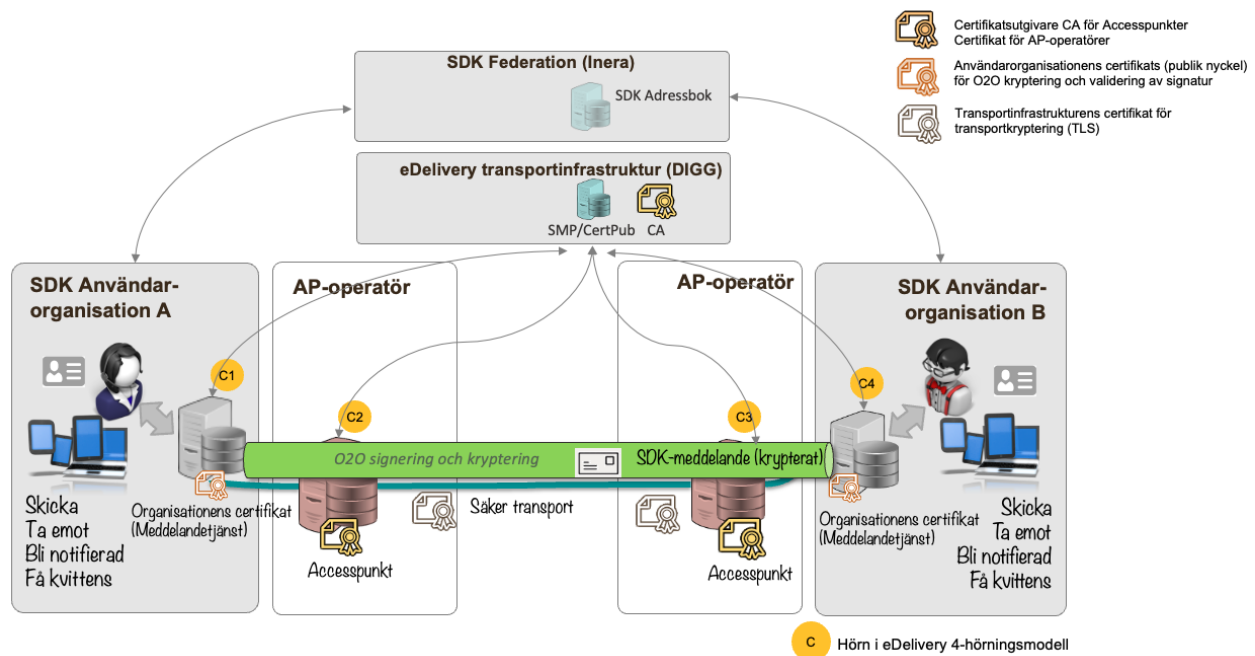 Certifikatsutgivare CA för Accesspunkter
Certifikat för AP-operatörer
Användarorganisationens certifikats (publik nyckel)
för O2O kryptering och validering av signatur
Transportinfrastrukturens certifikat för
transportkryptering (TLS)
SDK Federation (Inera)
SDK Adressbok
eDelivery transportinfrastruktur (DIGG)
SMP/CertPub
CA
SDK Användar-
organisation A
AP-operatör
AP-operatör
SDK Användar-
organisation B
C1
C2
C3
C4
O2O signering och kryptering
SDK-meddelande (krypterat)
Skicka
Ta emot
Bli notifierad
Få kvittens
Organisationens certifikat
(Meddelandetjänst)
Säker transport
Accesspunkt
Accesspunkt
Organisationens certifikat
(Meddelandetjänst)
Skicka
Ta emot
Bli notifierad
Få kvittens
C
Hörn i eDelivery 4-hörningsmodell